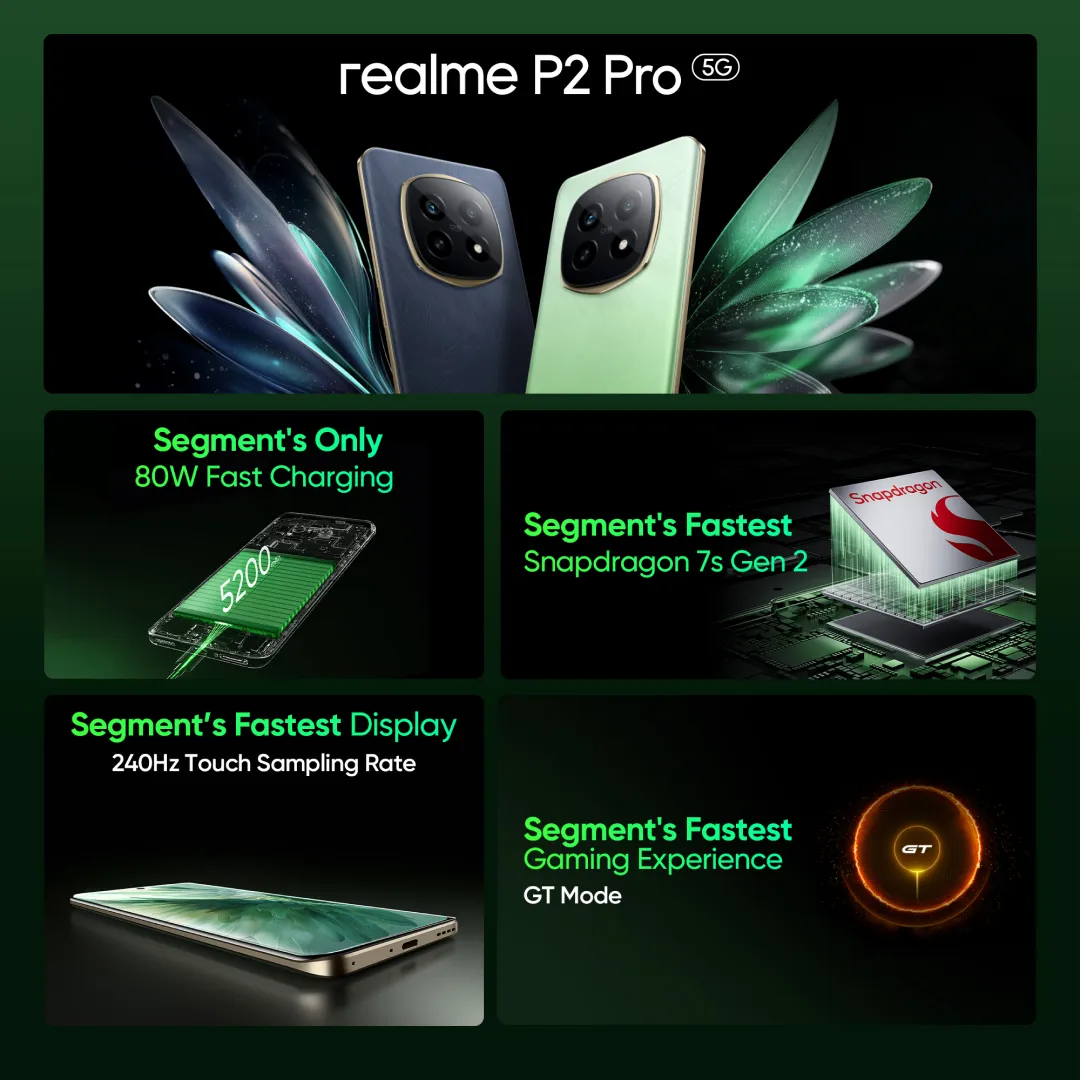 realme P2 Pro 5G
Segment's Only
80W Fast Charging
5200
Segment's Fastest
Snapdragon 7s Gen 2
Snapdragon
Segment's Fastest Display
240Hz Touch Sampling Rate
Segment's Fastest
Gaming Experience
GT Mode
GT